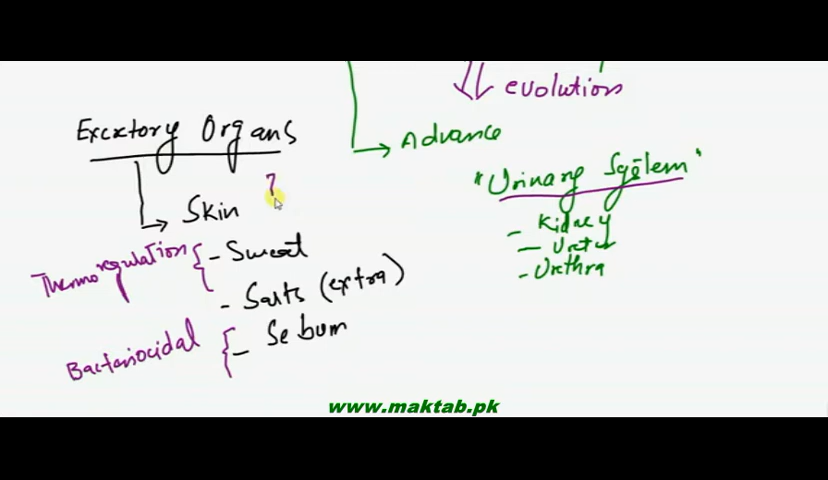 evolution
Advance
Excretory Organs
?
Skin
Thermoregulation { - Sweat
- Salts (extra)
Bacteriocidal { - Sebum
"Urinary System"
- Kidney
- Ureter
- Urethra
www.maktab.pk